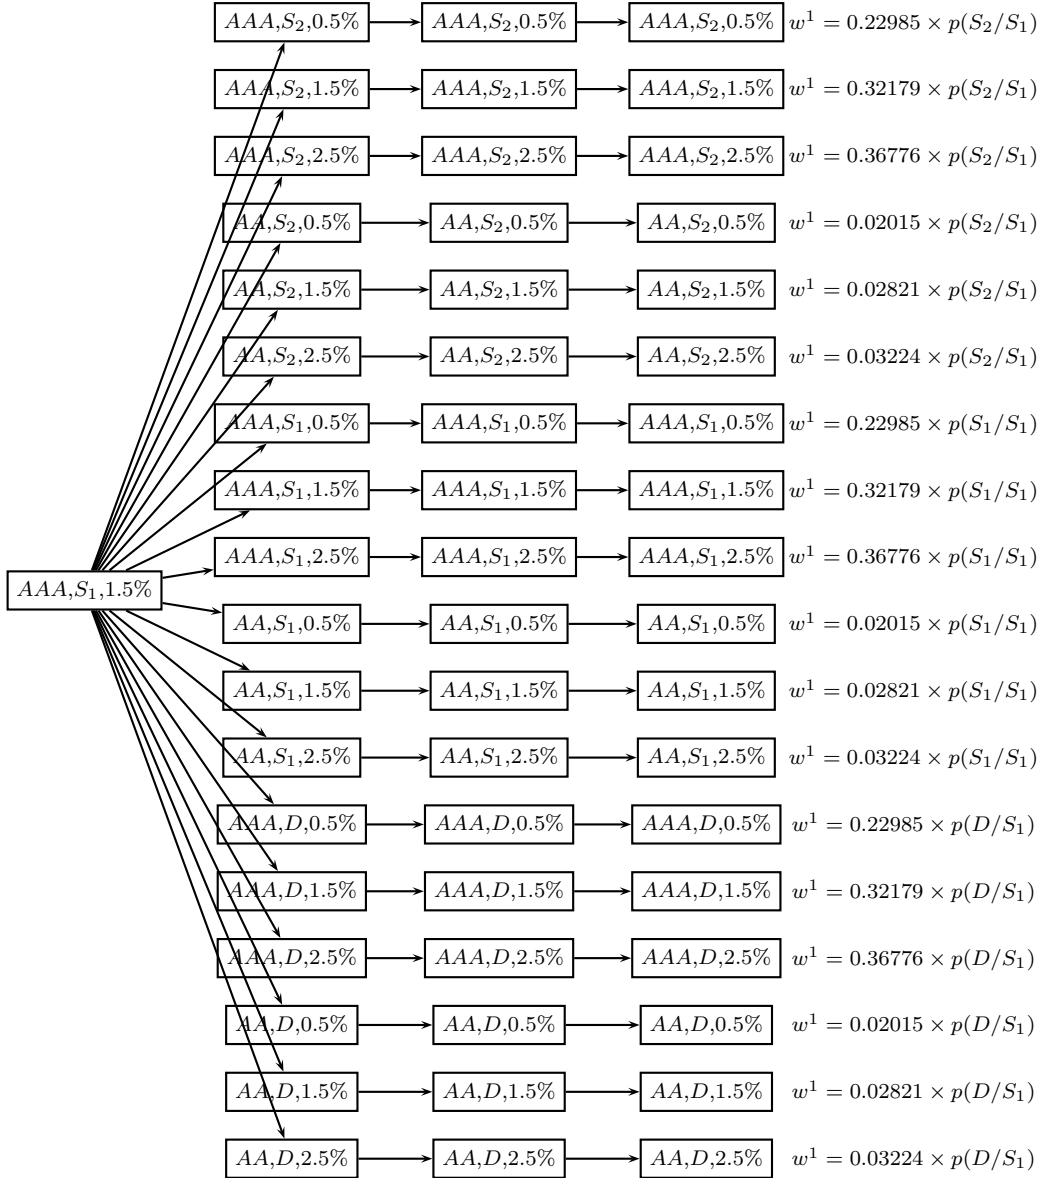 AAA,S₂,0.5% AAA,S₂,0.5% AAA,S₂,0.5% w¹ = 0.22985 × p(S₂/S₁)
AAA,S₂,1.5% AAA,S₂,1.5% AAA,S₂,1.5% w¹ = 0.32179 × p(S₂/S₁)
AAA,S₂,2.5% AAA,S₂,2.5% AAA,S₂,2.5% w¹ = 0.36776 × p(S₂/S₁)
AA,S₂,0.5% AA,S₂,0.5% AA,S₂,0.5% w¹ = 0.02015 × p(S₂/S₁)
AA,S₂,1.5% AA,S₂,1.5% AA,S₂,1.5% w¹ = 0.02821 × p(S₂/S₁)
AA,S₂,2.5% AA,S₂,2.5% AA,S₂,2.5% w¹ = 0.03224 × p(S₂/S₁)
AAA,S₁,0.5% AAA,S₁,0.5% AAA,S₁,0.5% w¹ = 0.22985 × p(S₁/S₁)
AAA,S₁,1.5% AAA,S₁,1.5% AAA,S₁,1.5% w¹ = 0.32179 × p(S₁/S₁)
AAA,S₁,2.5% AAA,S₁,2.5% AAA,S₁,2.5% w¹ = 0.36776 × p(S₁/S₁)
AAA,S₁,1.5%
AA,S₁,0.5% AA,S₁,0.5% AA,S₁,0.5% w¹ = 0.02015 × p(S₁/S₁)
AA,S₁,1.5% AA,S₁,1.5% AA,S₁,1.5% w¹ = 0.02821 × p(S₁/S₁)
AA,S₁,2.5% AA,S₁,2.5% AA,S₁,2.5% w¹ = 0.03224 × p(S₁/S₁)
AAA,D,0.5% AAA,D,0.5% AAA,D,0.5% w¹ = 0.22985 × p(D/S₁)
AAA,D,1.5% AAA,D,1.5% AAA,D,1.5% w¹ = 0.32179 × p(D/S₁)
AAA,D,2.5% AAA,D,2.5% AAA,D,2.5% w¹ = 0.36776 × p(D/S₁)
AA,D,0.5% AA,D,0.5% AA,D,0.5% w¹ = 0.02015 × p(D/S₁)
AA,D,1.5% AA,D,1.5% AA,D,1.5% w¹ = 0.02821 × p(D/S₁)
AA,D,2.5% AA,D,2.5% AA,D,2.5% w¹ = 0.03224 × p(D/S₁)